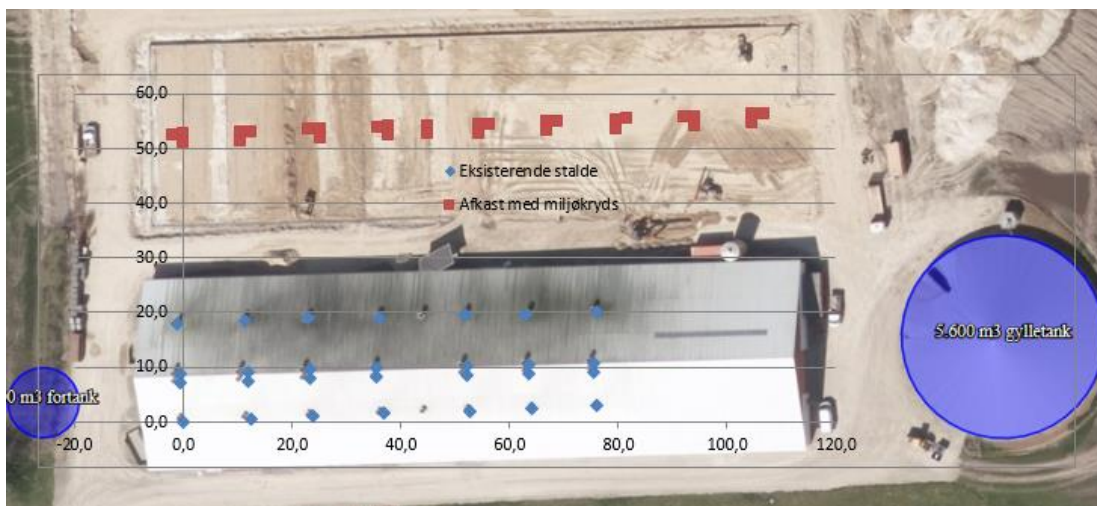 60,0
50,0
Eksisterende stalde
40,0
Afkast med miljøkryds
30,0
20,0
5.600 m3 gylletank
10,0
0 m3 fortank
0,0
-20,0 0,0 20,0 40,0 60,0 80,0 100,0 120,0